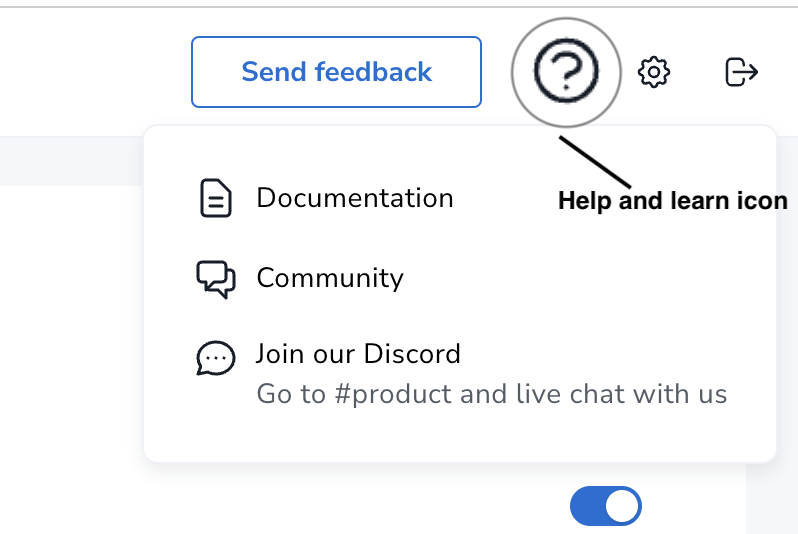 Send feedback
Documentation
Help and learn icon
Community
Join our Discord
Go to #product and live chat with us